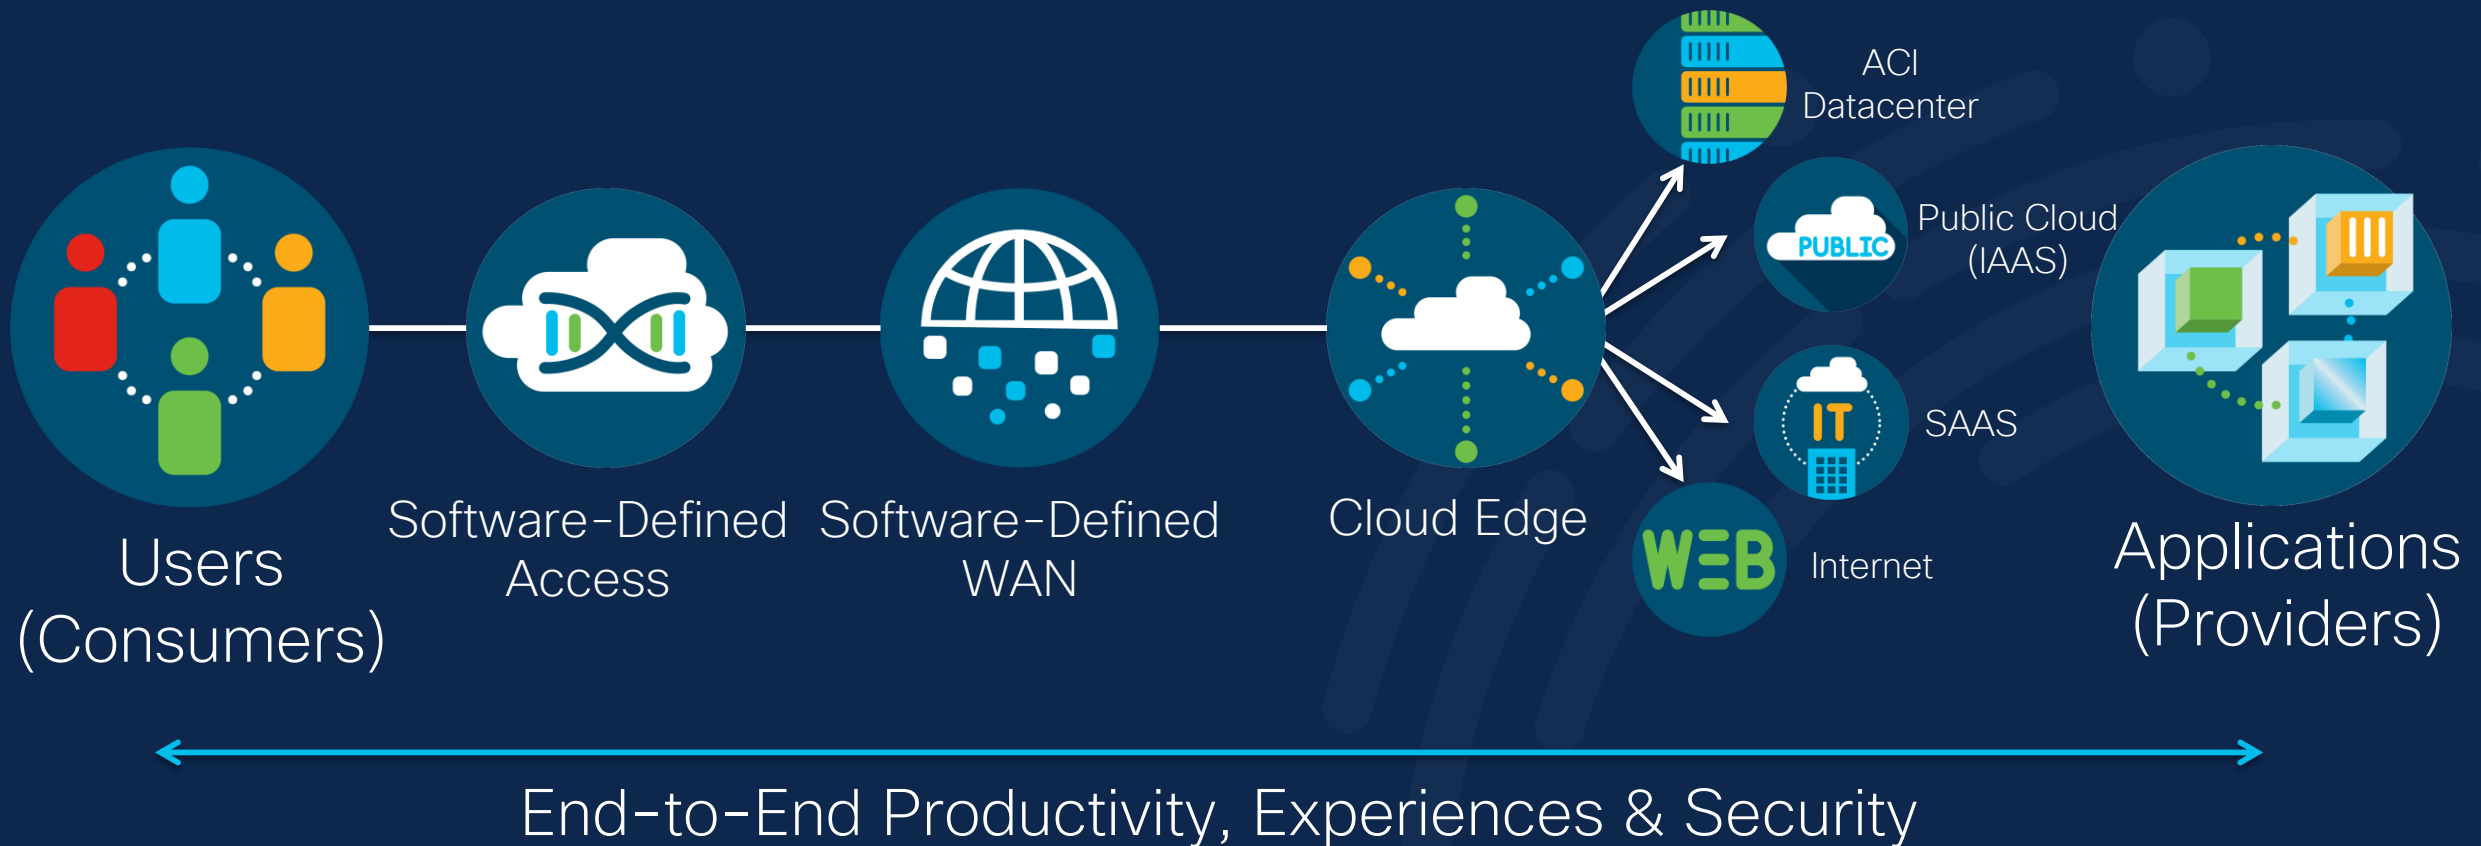 Users
(Consumers)
Software-Defined
Access
Software-Defined
WAN
Cloud Edge
ACI
Datacenter
PUBLIC
Public Cloud
(IAAS)
IT
SAAS
WEB
Internet
Applications
(Providers)
End-to-End Productivity, Experiences & Security